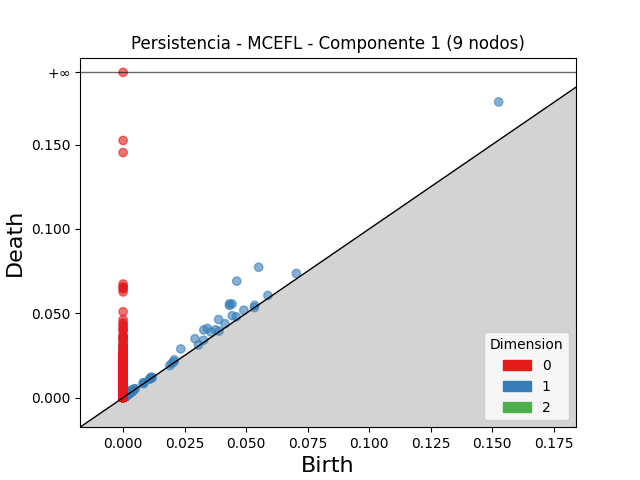 Persistencia - MCEFL - Componente 1 (9 nodos)
+∞
0.150
0.100
0.050
0.000
Death
Dimension
0
1
2
0.000 0.025 0.050 0.075 0.100 0.125 0.150 0.175
Birth